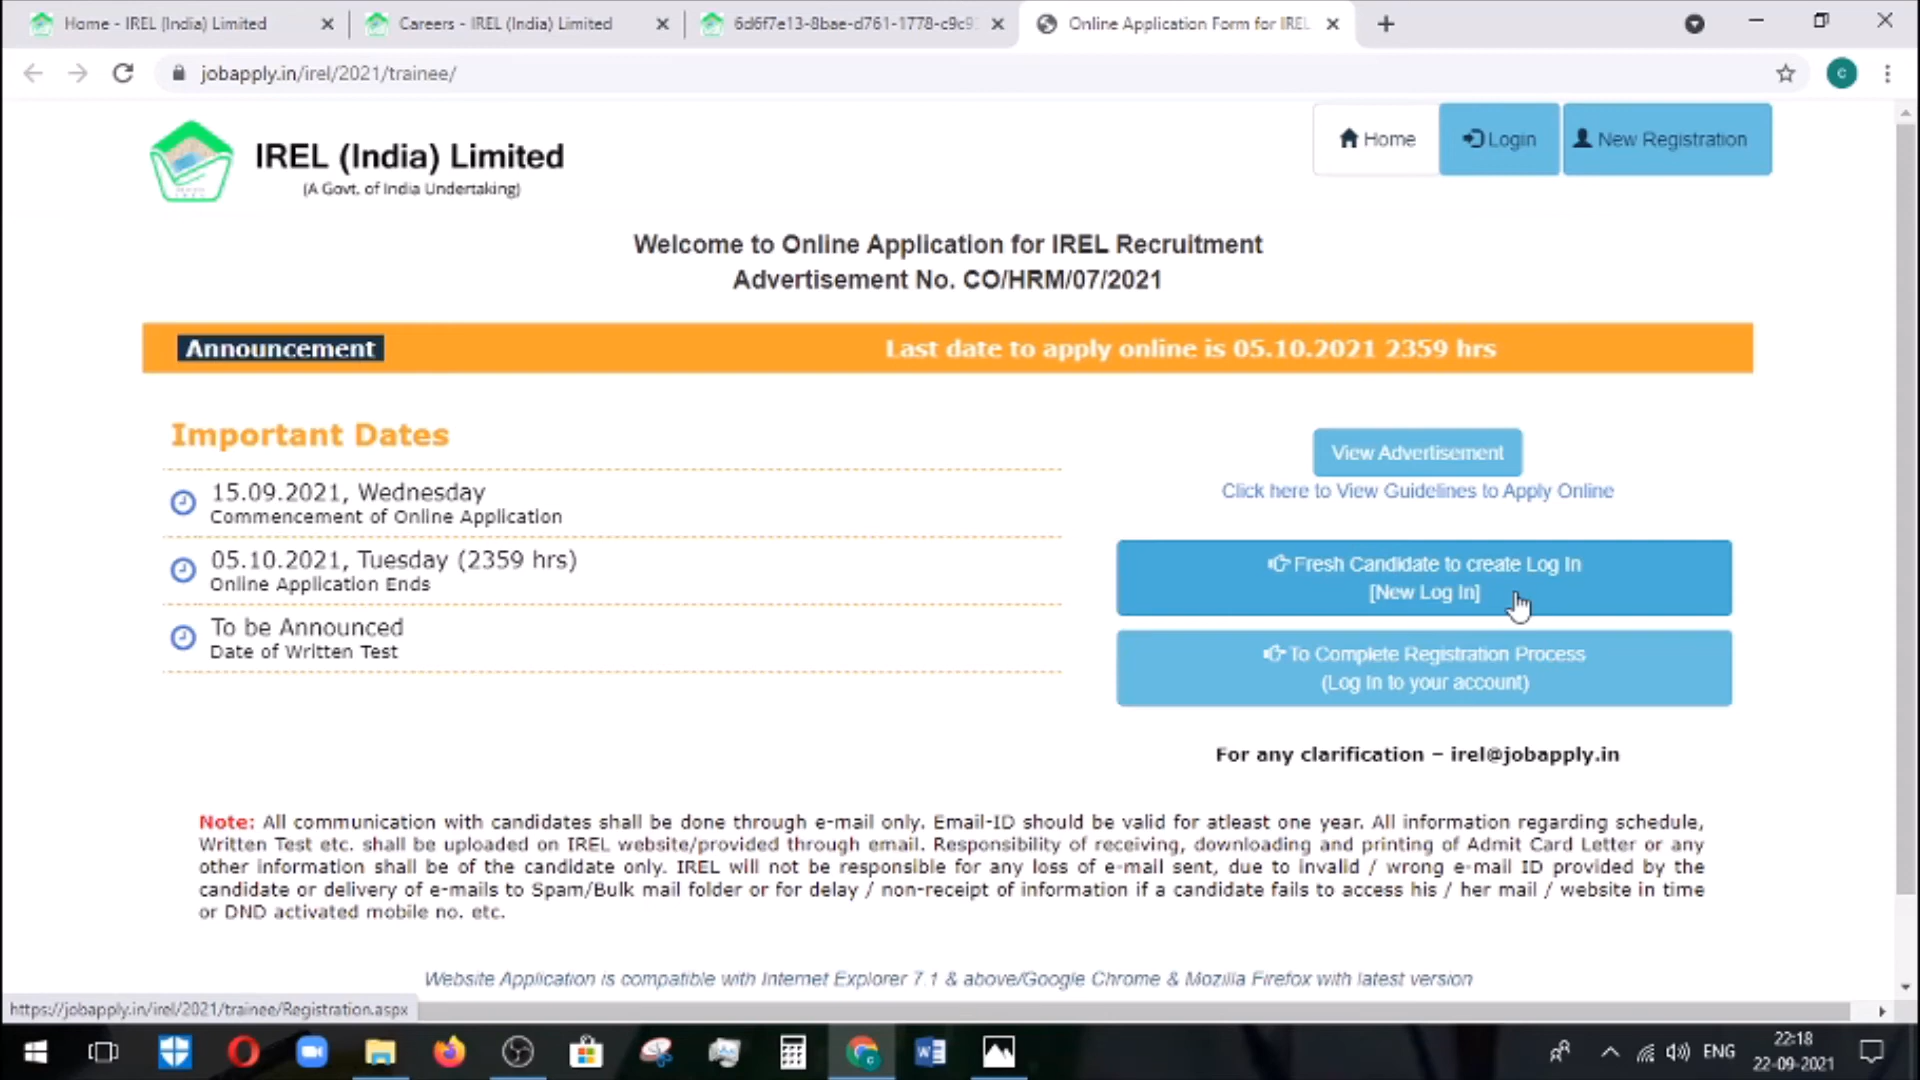 Home - IREL (India) Limited
Careers - IREL (India) Limited
6d6f7e13-8bae-d761-1778-c9c9
Online Application Form for IREL
jobapply.in/irel/2021/trainee/
C
IREL (India) Limited
(A Govt. of India Undertaking)
Home
Login
New Registration
Welcome to Online Application for IREL Recruitment
Advertisement No. CO/HRM/07/2021
Announcement
Last date to apply online is 05.10.2021 2359 hrs
Important Dates
15.09.2021, Wednesday
Commencement of Online Application
05.10.2021, Tuesday (2359 hrs)
Online Application Ends
To be Announced
Date of Written Test
View Advertisement
Click here to View Guidelines to Apply Online
Fresh Candidate to create Log In
[New Log In]
To Complete Registration Process
(Log In to your account)
For any clarification – irel@jobapply.in
Note: All communication with candidates shall be done through e-mail only. Email-ID should be valid for atleast one year. All information regarding schedule,
Written Test etc. shall be uploaded on IREL website/provided through email. Responsibility of receiving, downloading and printing of Admit Card Letter or any
other information shall be of the candidate only. IREL will not be responsible for any loss of e-mail sent, due to invalid / wrong e-mail ID provided by the
candidate or delivery of e-mails to Spam/Bulk mail folder or for delay / non-receipt of information if a candidate fails to access his / her mail / website in time
or DND activated mobile no. etc.
Website Application is compatible with Internet Explorer 7.1 & above/Google Chrome & Mozilla Firefox with latest version
https://jobapply.in/irel/2021/trainee/Registration.aspx
ENG
22:18
22-09-2021